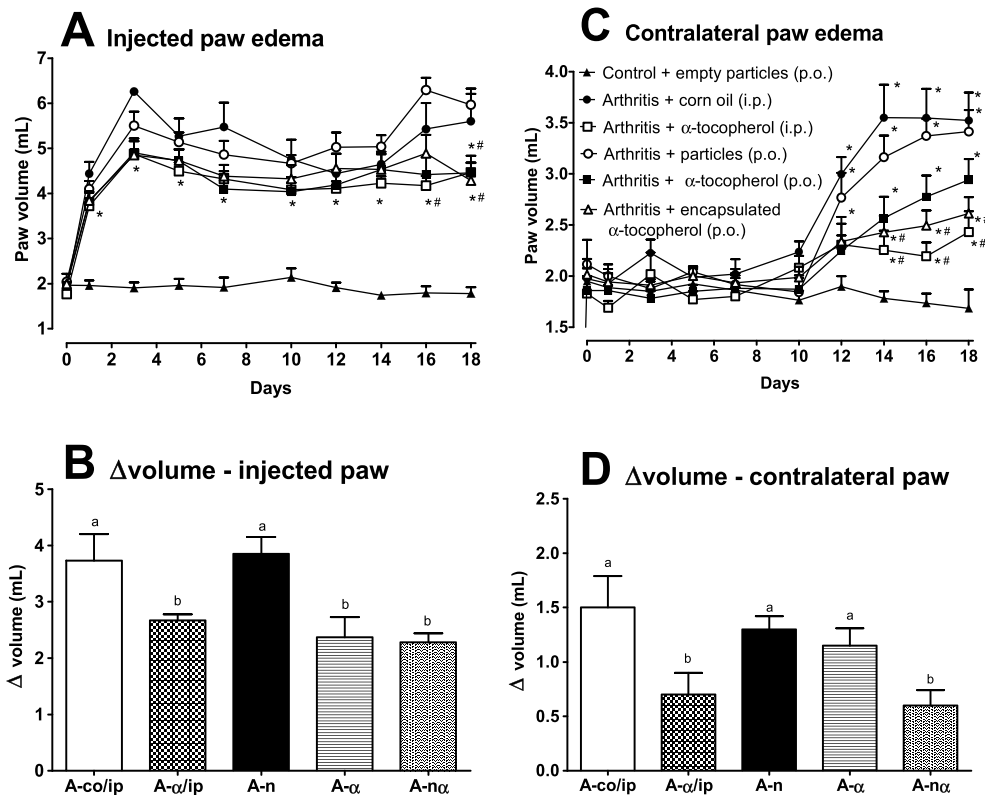 A Injected paw edema
7
6
5
4
3
2
1
Paw volume (mL)
* * * * * * *# *# *#
0 2 4 6 8 10 12 14 16 18
Days
C Contralateral paw edema
4.0
3.5
3.0
2.5
2.0
1.5
Paw volume (mL)
Control + empty particles (p.o.)
Arthritis + corn oil (i.p.)
Arthritis + α-tocopherol (i.p.)
Arthritis + particles (p.o.)
Arthritis + α-tocopherol (p.o.)
Arthritis + encapsulated
α-tocopherol (p.o.)
* * * * * * * * * * * *
*# *# *# *# *# *#
0 2 4 6 8 10 12 14 16 18
Days
B Δvolume - injected paw
5
4
3
2
1
0
Δ volume (mL)
a b a b b
A-co/ip A-α/ip A-n A-α A-nα
D Δvolume - contralateral paw
2.5
2.0
1.5
1.0
0.5
0.0
Δ volume (mL)
a b a a b
A-co/ip A-α/ip A-n A-α A-nα